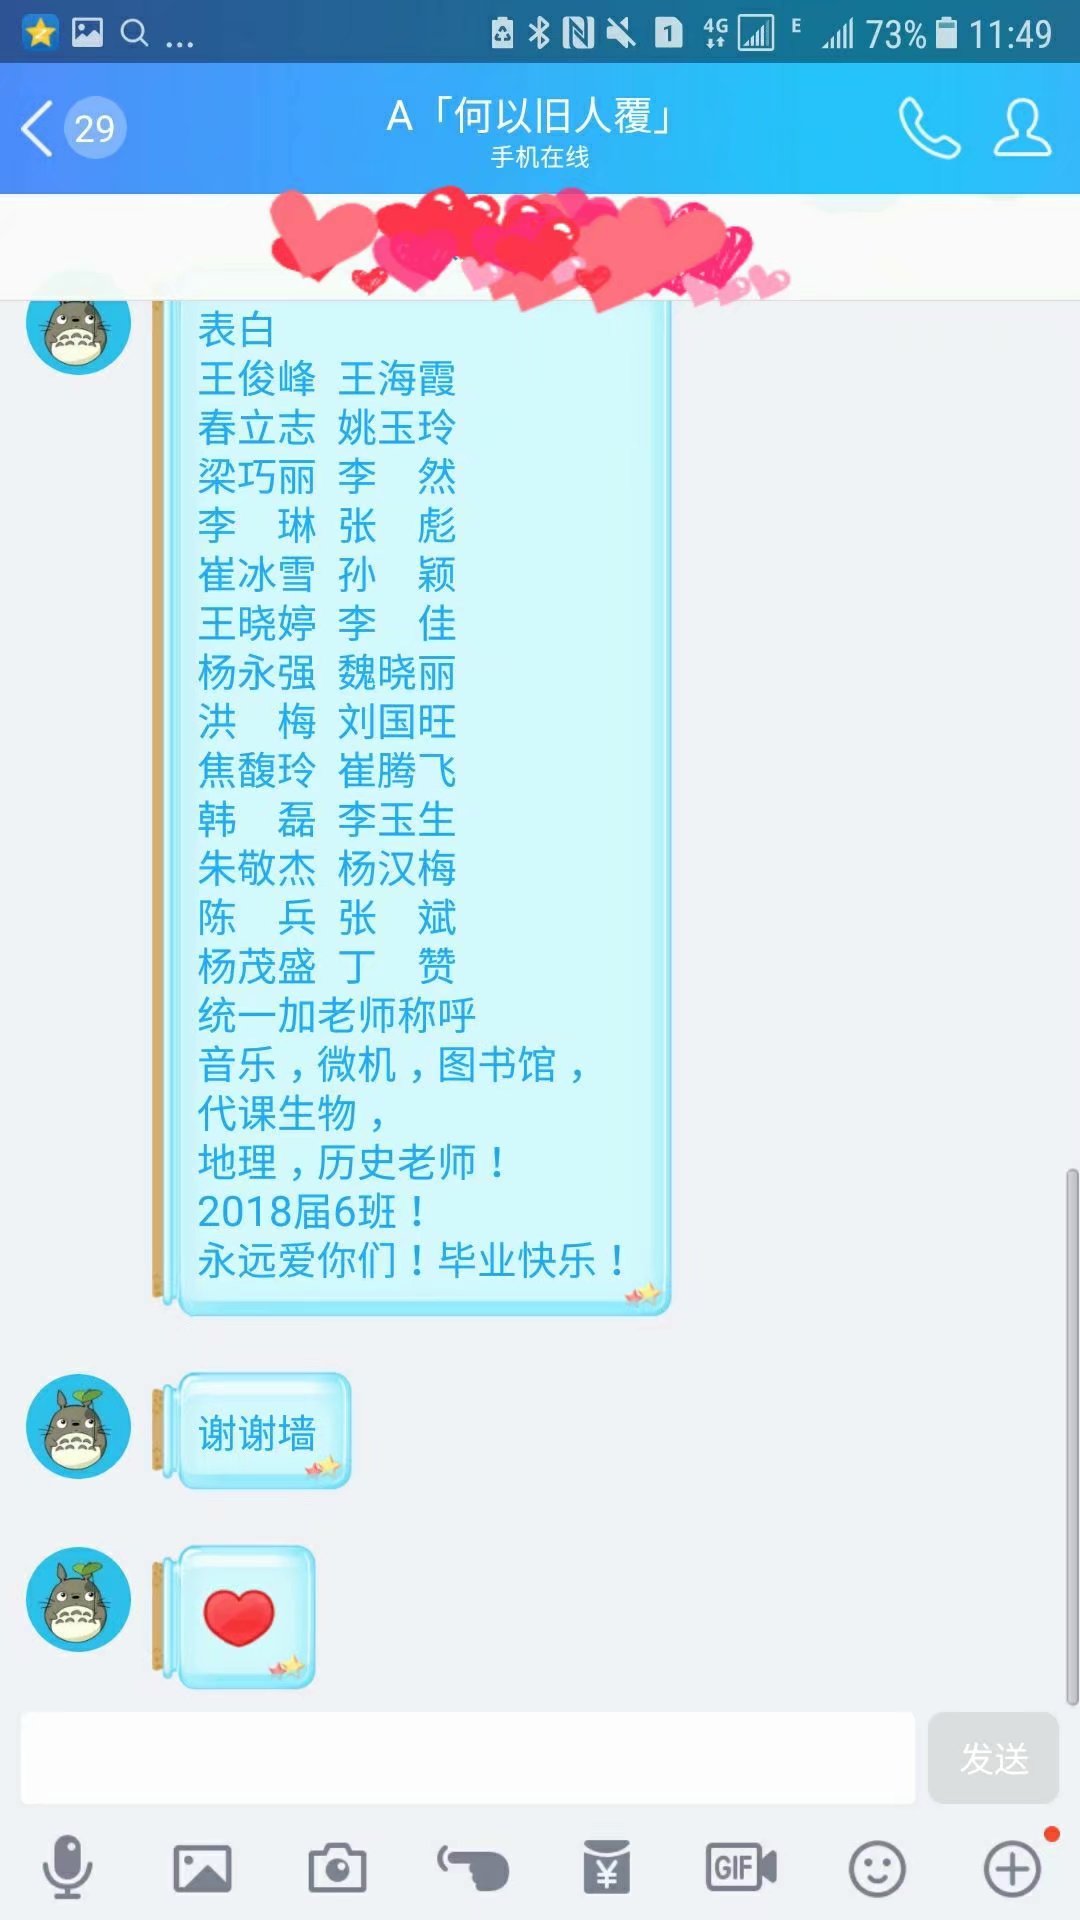 4G 1 E 73% 11:49
29 A「何以旧人覆」
手机在线
表白
王俊峰 王海霞
春立志 姚玉玲
梁巧丽 李　然
李　琳 张　彪
崔冰雪 孙　颖
王晓婷 李　佳
杨永强 魏晓丽
洪　梅 刘国旺
焦馥玲 崔腾飞
韩　磊 李玉生
朱敬杰 杨汉梅
陈　兵 张　斌
杨茂盛 丁　赞
统一加老师称呼
音乐，微机，图书馆，
代课生物，
地理，历史老师！
2018届6班！
永远爱你们！毕业快乐！
谢谢墙
发送
¥ GIF